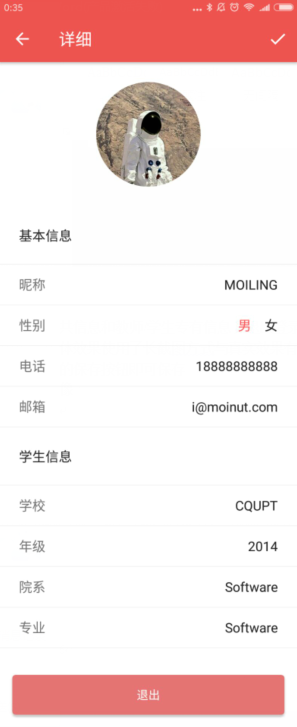 0:35
详细
基本信息
昵称 MOILING
性别 男 女
电话 18888888888
邮箱 i@moinut.com
学生信息
学校 CQUPT
年级 2014
院系 Software
专业 Software
退出